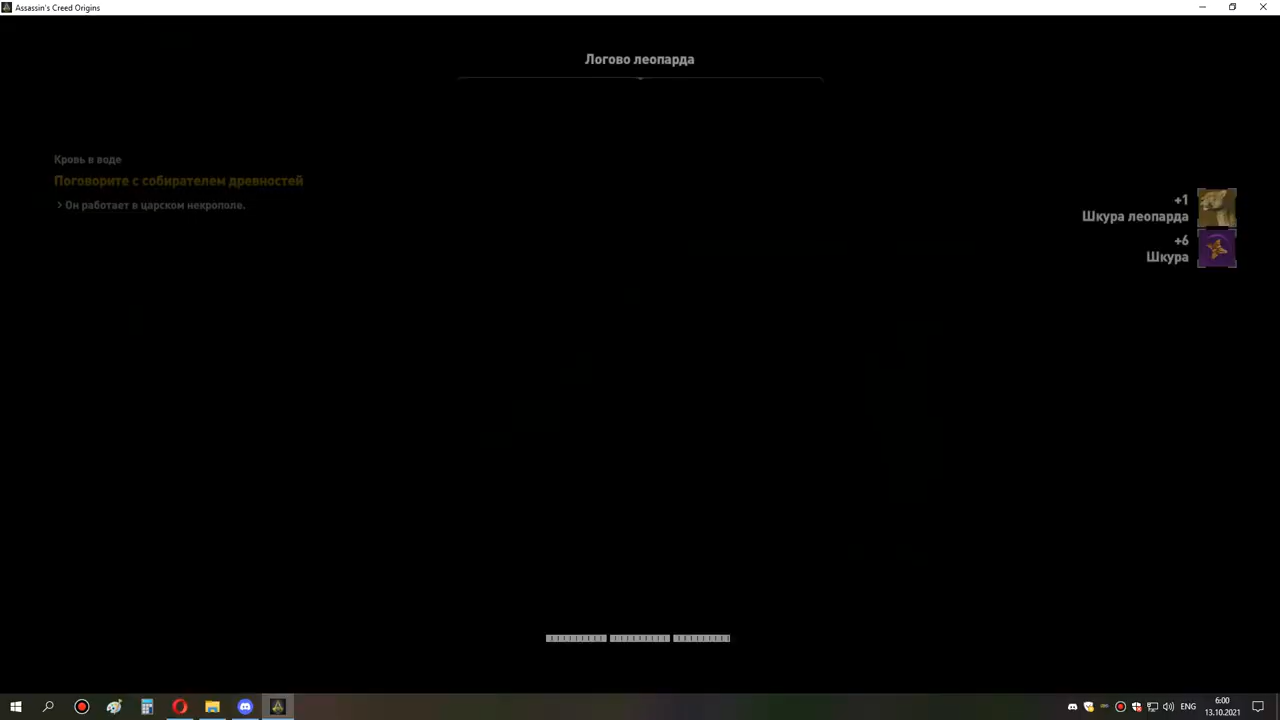 Assassin's Creed Origins
Логово леопарда
Кровь в воде
Поговорите с собирателем древностей
> Он работает в царском некрополе.
+1
Шкура леопарда
+6
Шкура
ENG
6:00
13.10.2021